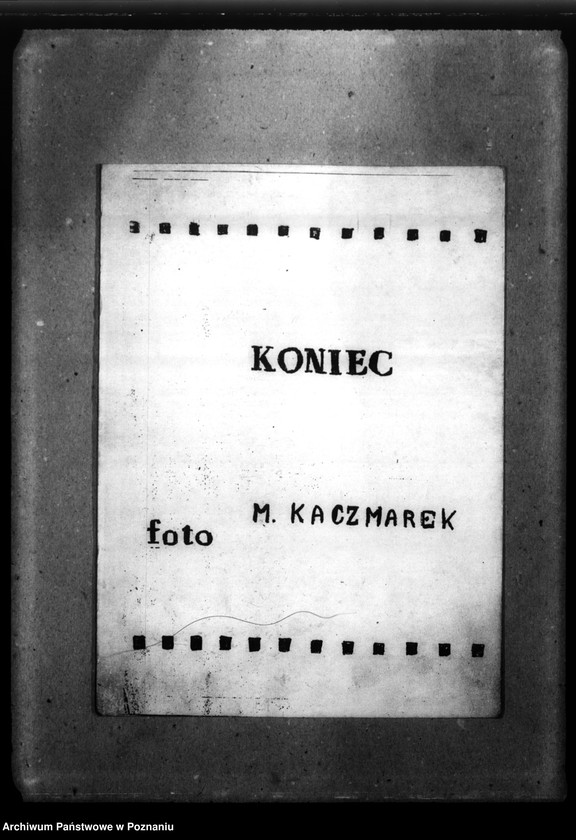 KONIEC
M. KACZMAREK
foto
Archiwum Państwowe w Poznaniu